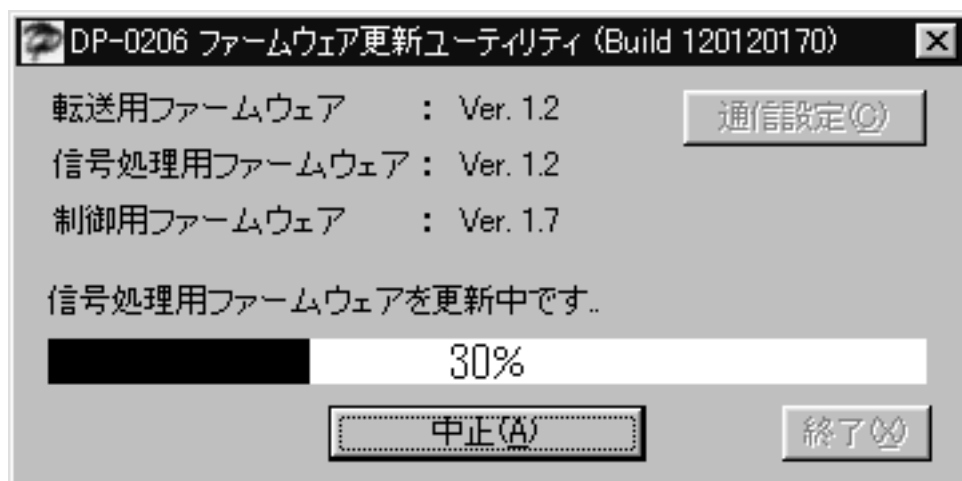 DP-0206 ファームウェア更新ユーティリティ (Build 120120170)
転送用ファームウェア : Ver. 1.2
通信設定(C)
信号処理用ファームウェア : Ver. 1.2
制御用ファームウェア : Ver. 1.7
信号処理用ファームウェアを更新中です..
30%
中止(A)
終了(X)